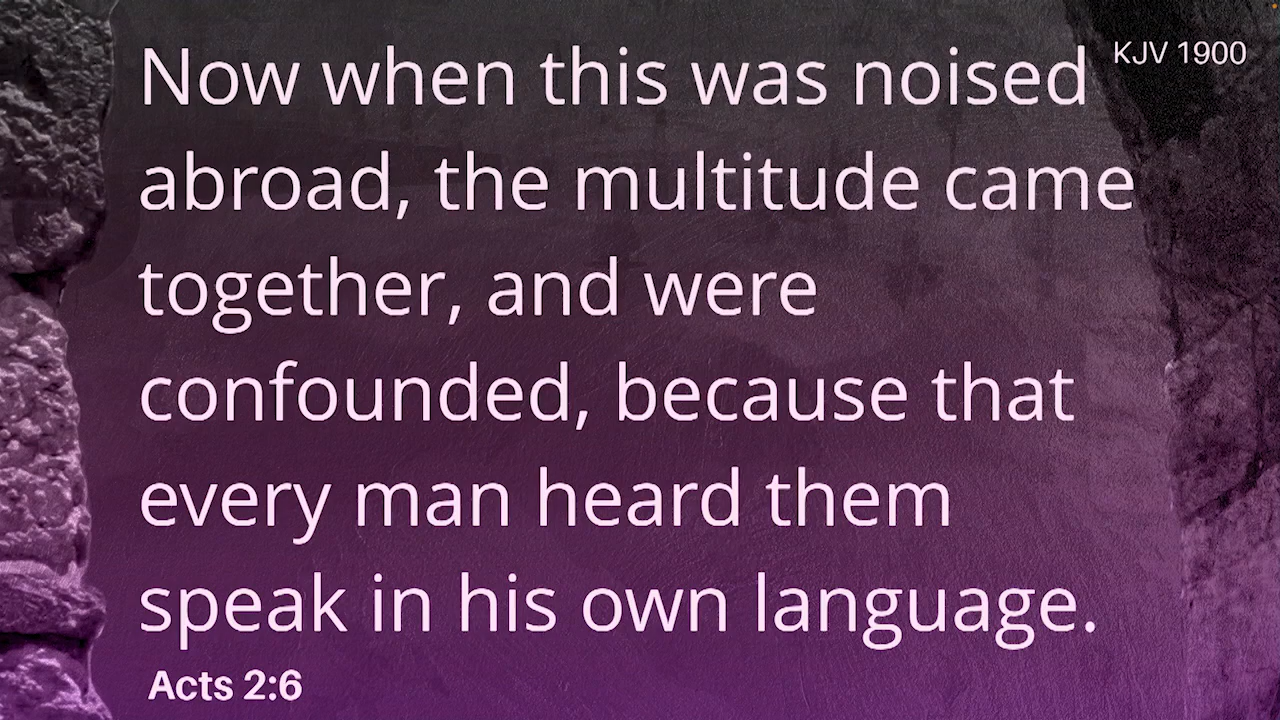 Now when this was noised
KJV 1900
abroad, the multitude came
together, and were
confounded, because that
every man heard them
speak in his own language.
Acts 2:6